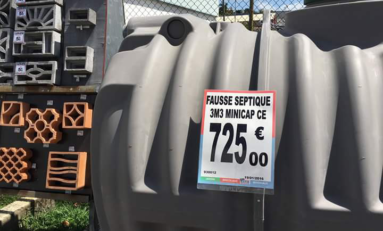 FAUSSE SEPTIQUE
3M3 MINICAP CE
725 €
00